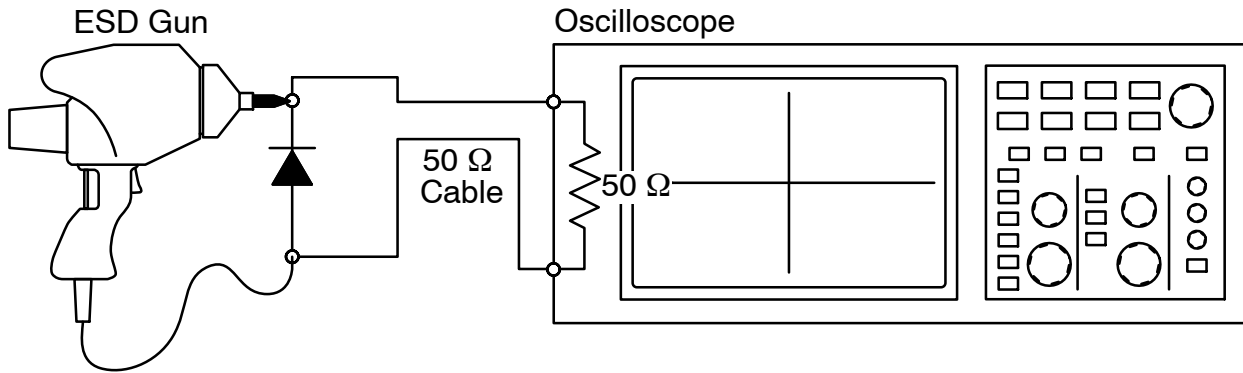 ESD Gun
Oscilloscope
50 Ω
Cable
50 Ω